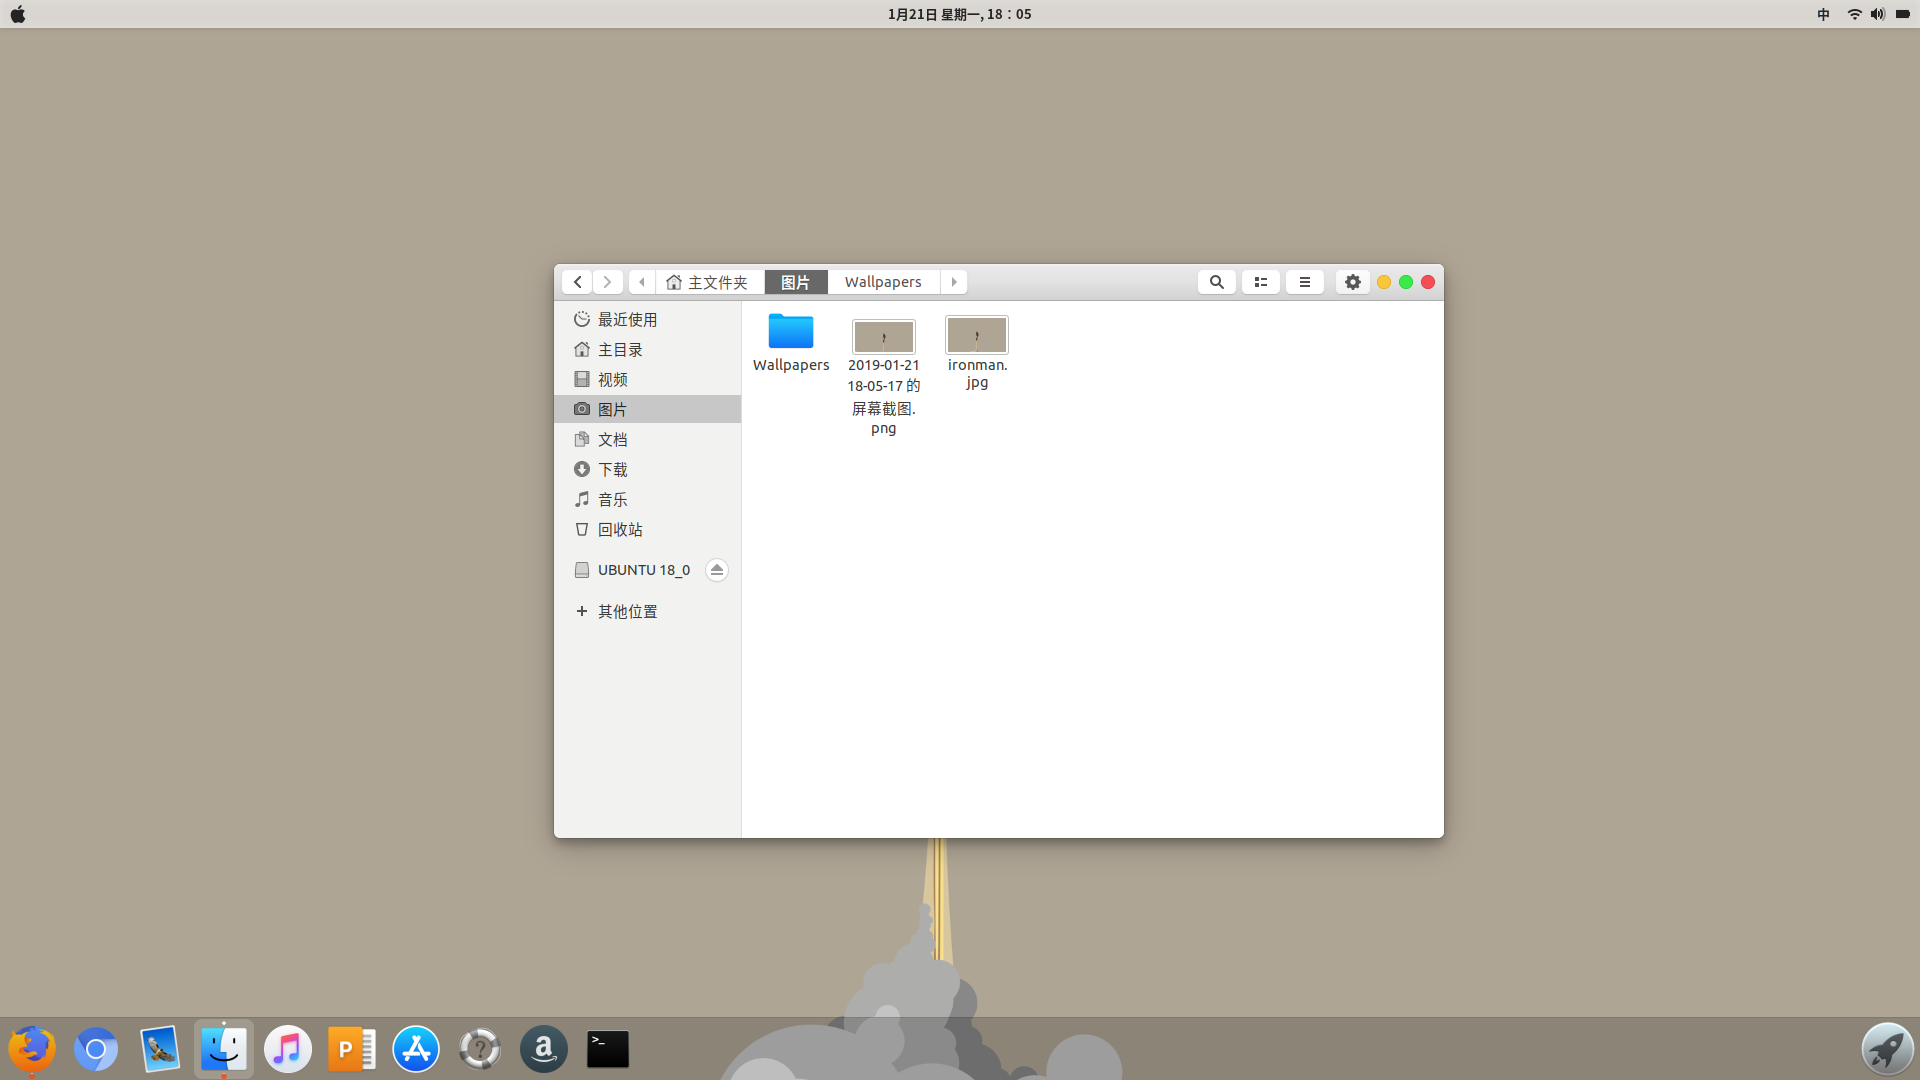 1月21日 星期一, 18：05
中
主文件夹
图片
Wallpapers
最近使用
主目录
视频
图片
文档
下载
音乐
回收站
UBUNTU 18_0
其他位置
Wallpapers
2019-01-21
18-05-17 的
屏幕截图.
png
ironman.
jpg
P
?
a
>_